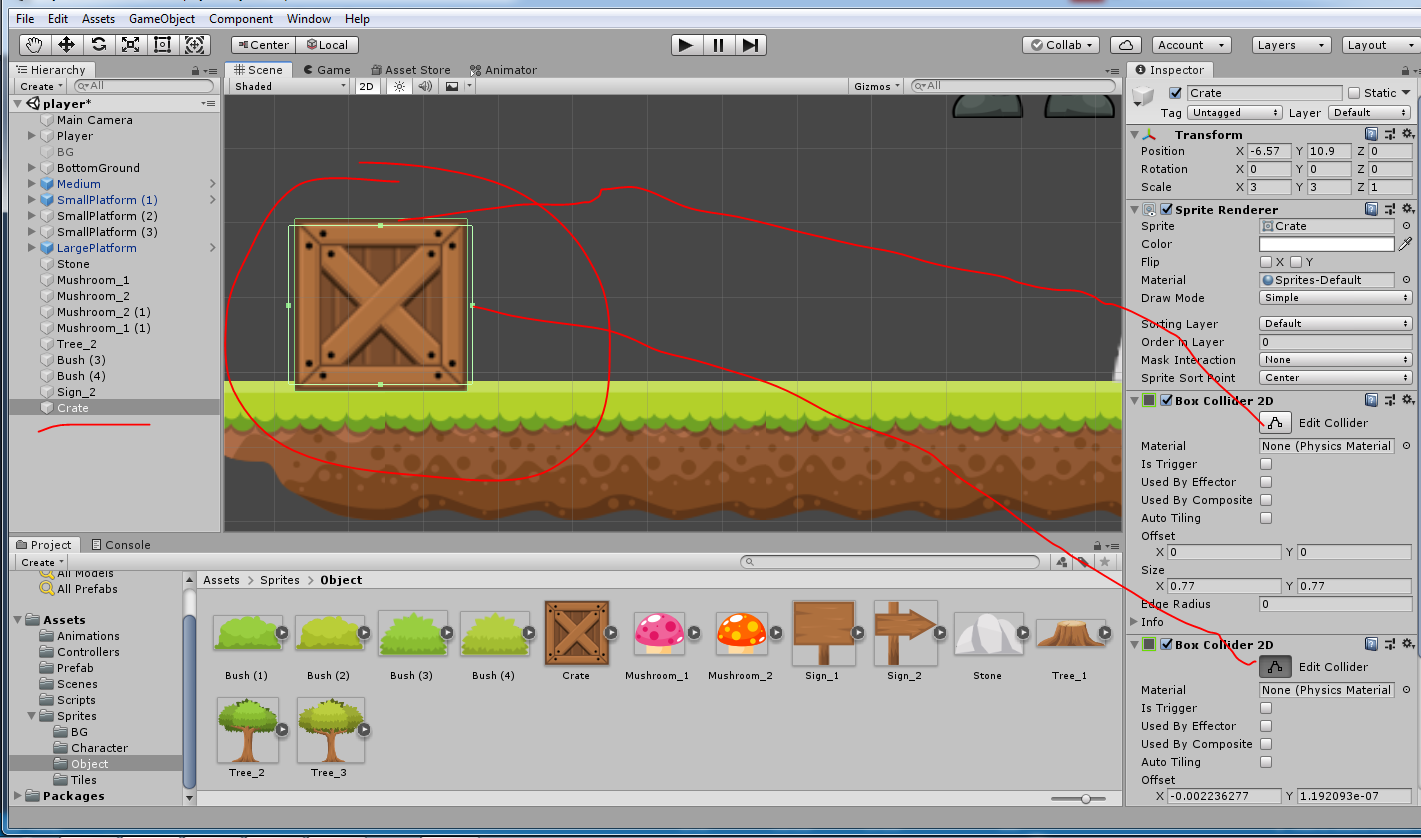 File Edit Assets GameObject Component Window Help
Center Local Collab Account Layers Layout
Hierarchy
Create All
player*
Main Camera
Player
BG
BottomGround
Medium
SmallPlatform (1)
SmallPlatform (2)
SmallPlatform (3)
LargePlatform
Stone
Mushroom_1
Mushroom_2
Mushroom_2 (1)
Mushroom_1 (1)
Tree_2
Bush (3)
Bush (4)
Sign_2
Crate
Scene Game Asset Store Animator
Shaded 2D Gizmos All
Inspector
Crate Static
Tag Untagged Layer Default
Transform
Position X -6.57 Y 10.9 Z 0
Rotation X 0 Y 0 Z 0
Scale X 3 Y 3 Z 1
Sprite Renderer
Sprite Crate
Color
Flip X Y
Material Sprites-Default
Draw Mode Simple
Sorting Layer Default
Order in Layer 0
Mask Interaction None
Sprite Sort Point Center
Box Collider 2D
Edit Collider
Material None (Physics Material
Is Trigger
Used By Effector
Used By Composite
Auto Tiling
Offset
X 0 Y 0
Size
X 0.77 Y 0.77
Edge Radius 0
Info
Box Collider 2D
Edit Collider
Material None (Physics Material
Is Trigger
Used By Effector
Used By Composite
Auto Tiling
Offset
X -0.002236277 Y 1.192093e-07
Project Console
Create
All Models
All Prefabs
Assets
Animations
Controllers
Prefab
Scenes
Scripts
Sprites
BG
Character
Object
Tiles
Packages
Assets > Sprites > Object
Bush (1) Bush (2) Bush (3) Bush (4) Crate Mushroom_1 Mushroom_2 Sign_1 Sign_2 Stone Tree_1
Tree_2 Tree_3